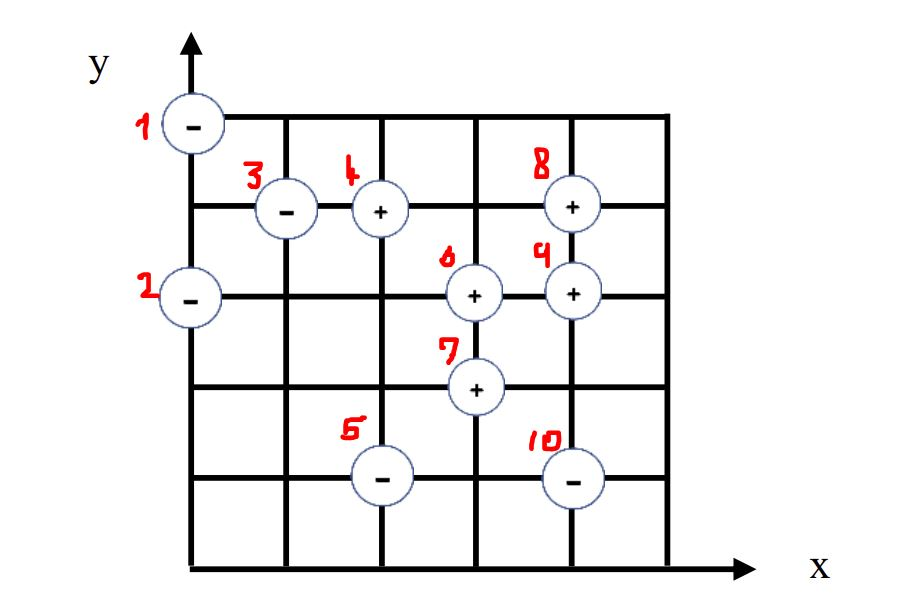 y
1 -
3 - 4 + 8 +
2 - 6 + 9 +
7 +
5 - 10 -
x